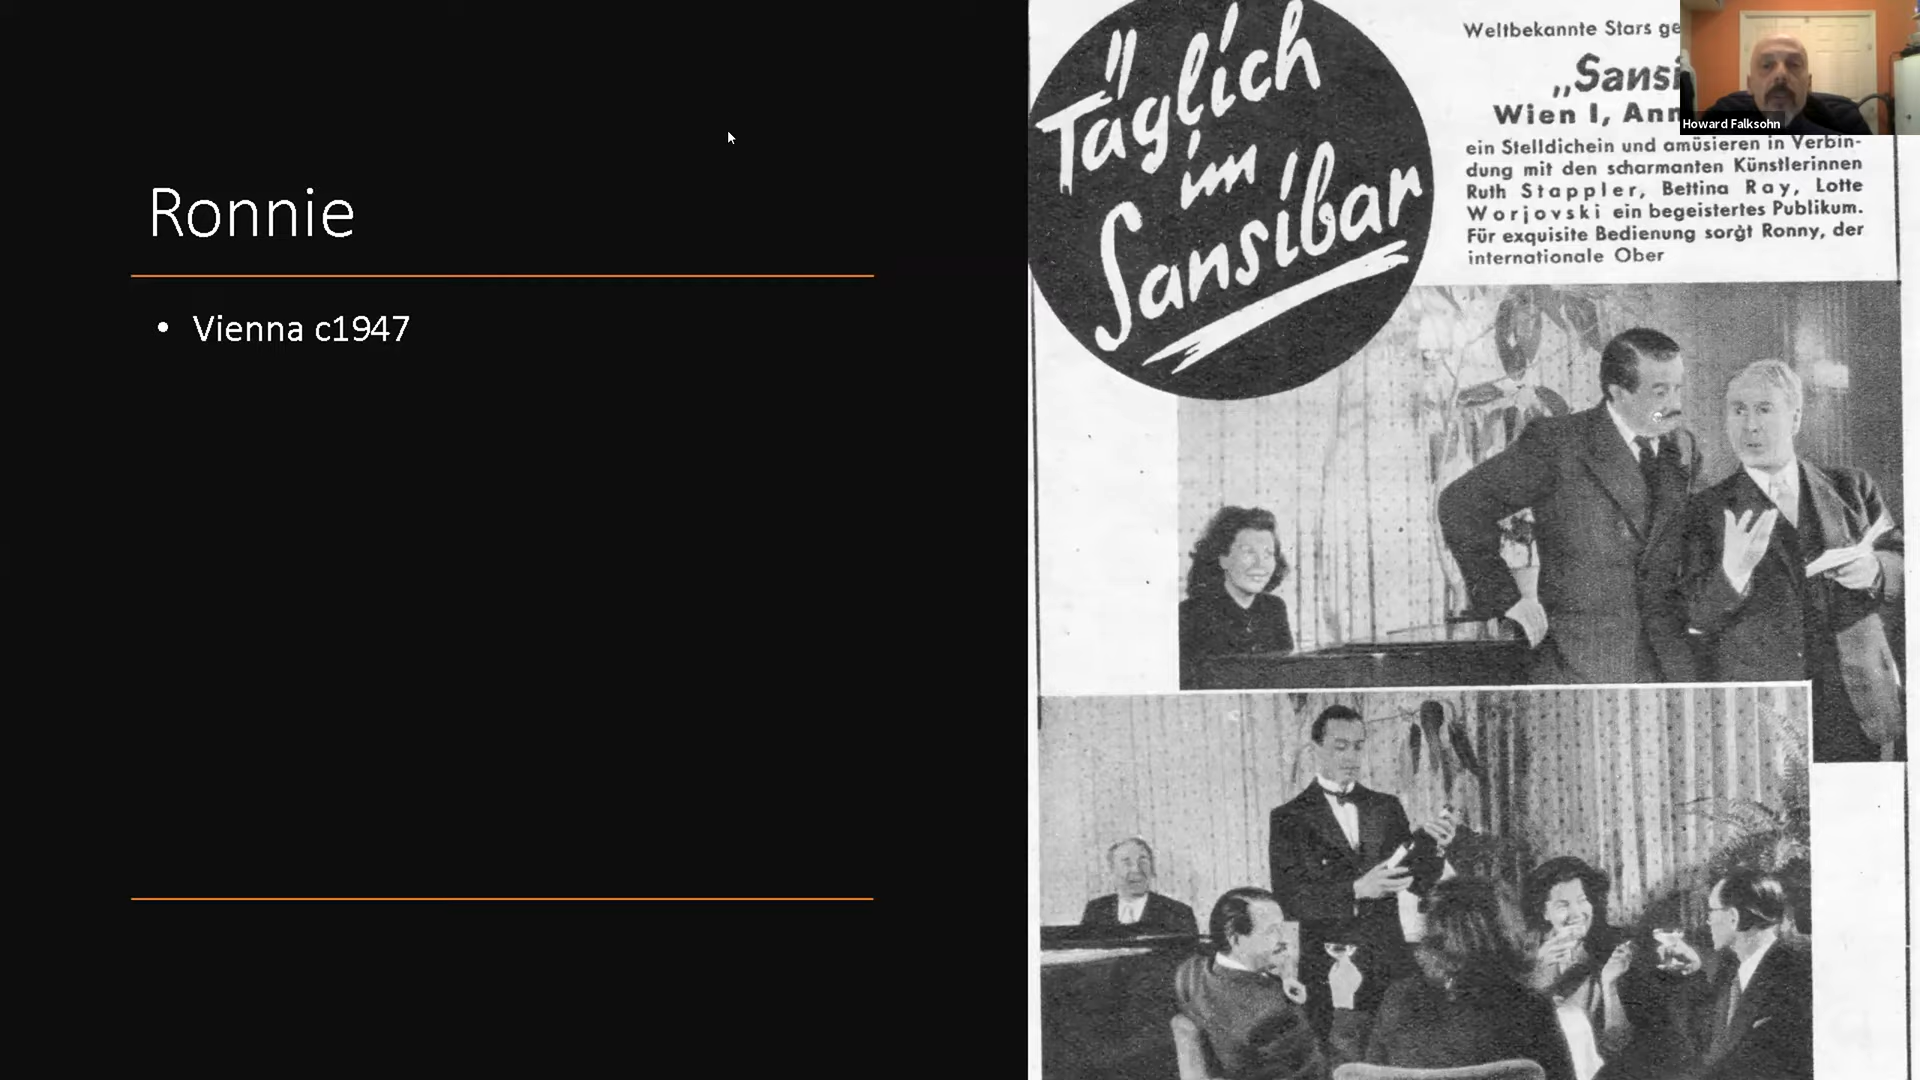 Ronnie
• Vienna c1947
Täglich
im
Sansibar
Weltbekannte Stars
„Sansi
Wien I,
ein Stelldichein und amüsieren in Verbin-
dung mit den scharmanten Künstlerinnen
Ruth Stappler, Bettina Ray, Lotte
Worjovski ein begeistertes Publikum.
Für exquisite Bedienung sorgt Ronny, der
internationale Ober
Howard Falksohn